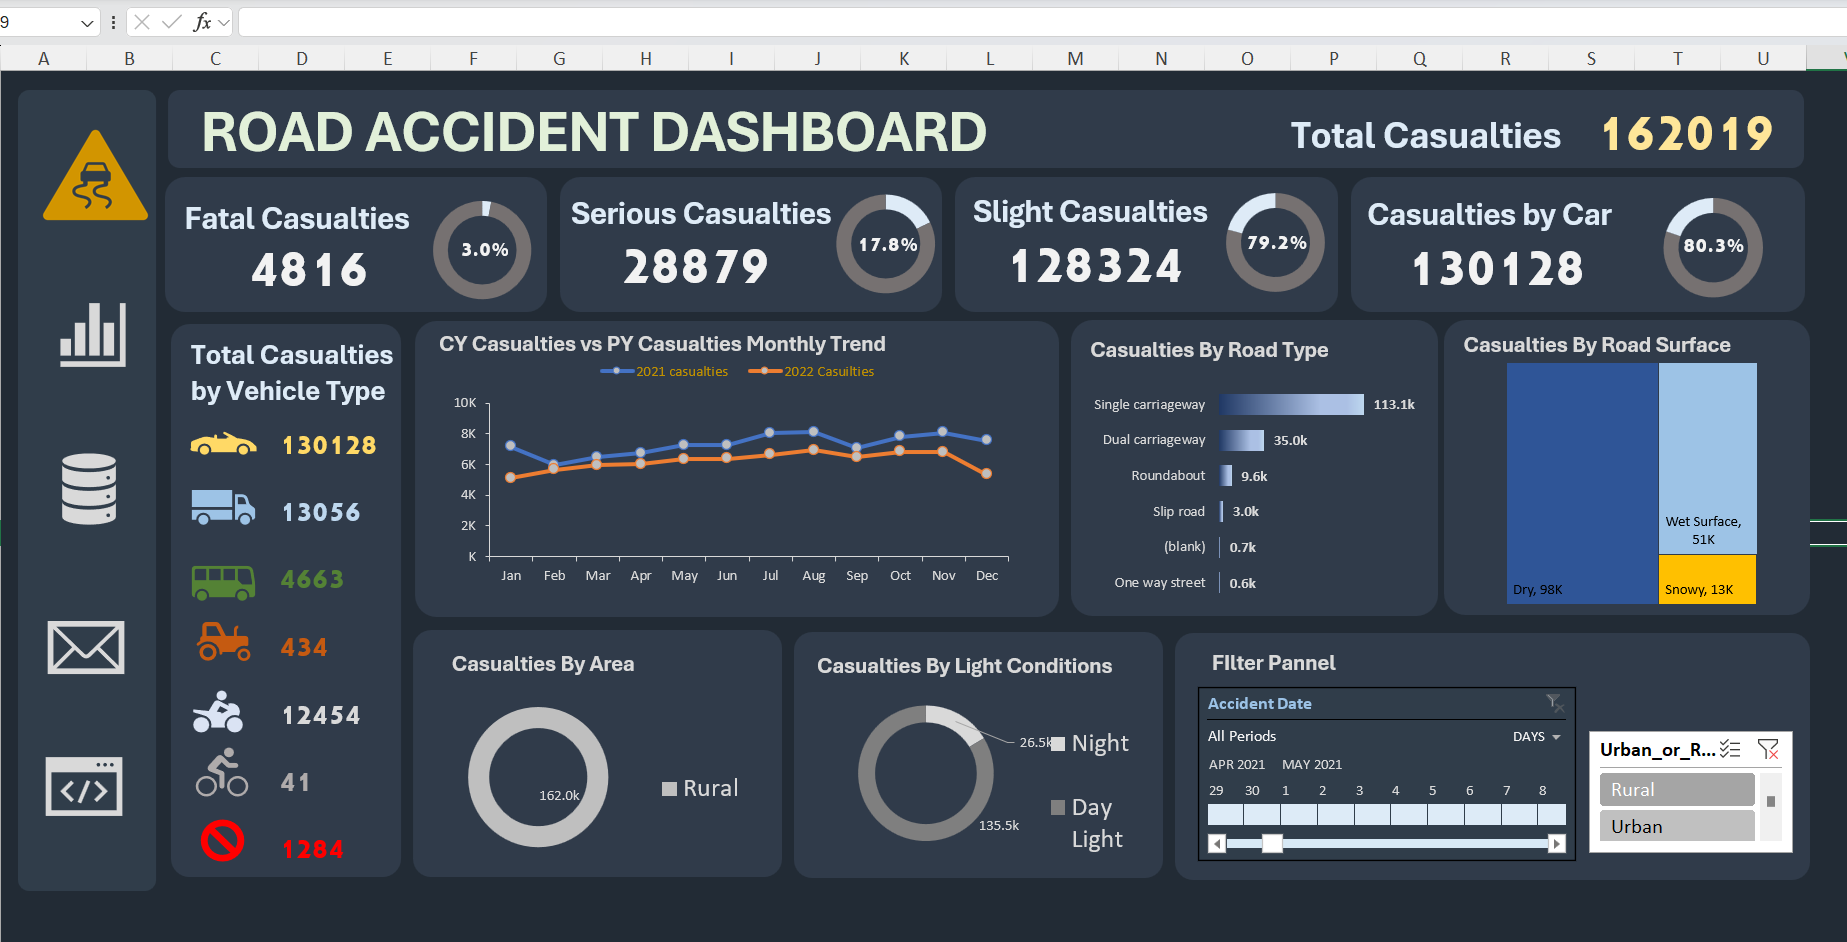 9
fx
A B C D E F G H I J K L M N O P Q R S T U
ROAD ACCIDENT DASHBOARD
Total Casualties 162019
Fatal Casualties
4816
3.0%
Serious Casualties
28879
17.8%
Slight Casualties
128324
79.2%
Casualties by Car
130128
80.3%
Total Casualties
by Vehicle Type
130128
13056
4663
434
12454
41
1284
CY Casualties vs PY Casualties Monthly Trend
2021 casualties 2022 Casuilties
10K
8K
6K
4K
2K
K
Jan Feb Mar Apr May Jun Jul Aug Sep Oct Nov Dec
Casualties By Road Type
Single carriageway 113.1k
Dual carriageway 35.0k
Roundabout 9.6k
Slip road 3.0k
(blank) 0.7k
One way street 0.6k
Casualties By Road Surface
Wet Surface,
51K
Dry, 98K
Snowy, 13K
Casualties By Area
162.0k
Rural
Casualties By Light Conditions
26.5k
Night
135.5k
Day
Light
FIlter Pannel
Accident Date
All Periods DAYS
APR 2021 MAY 2021
29 30 1 2 3 4 5 6 7 8
Urban_or_R...
Rural
Urban